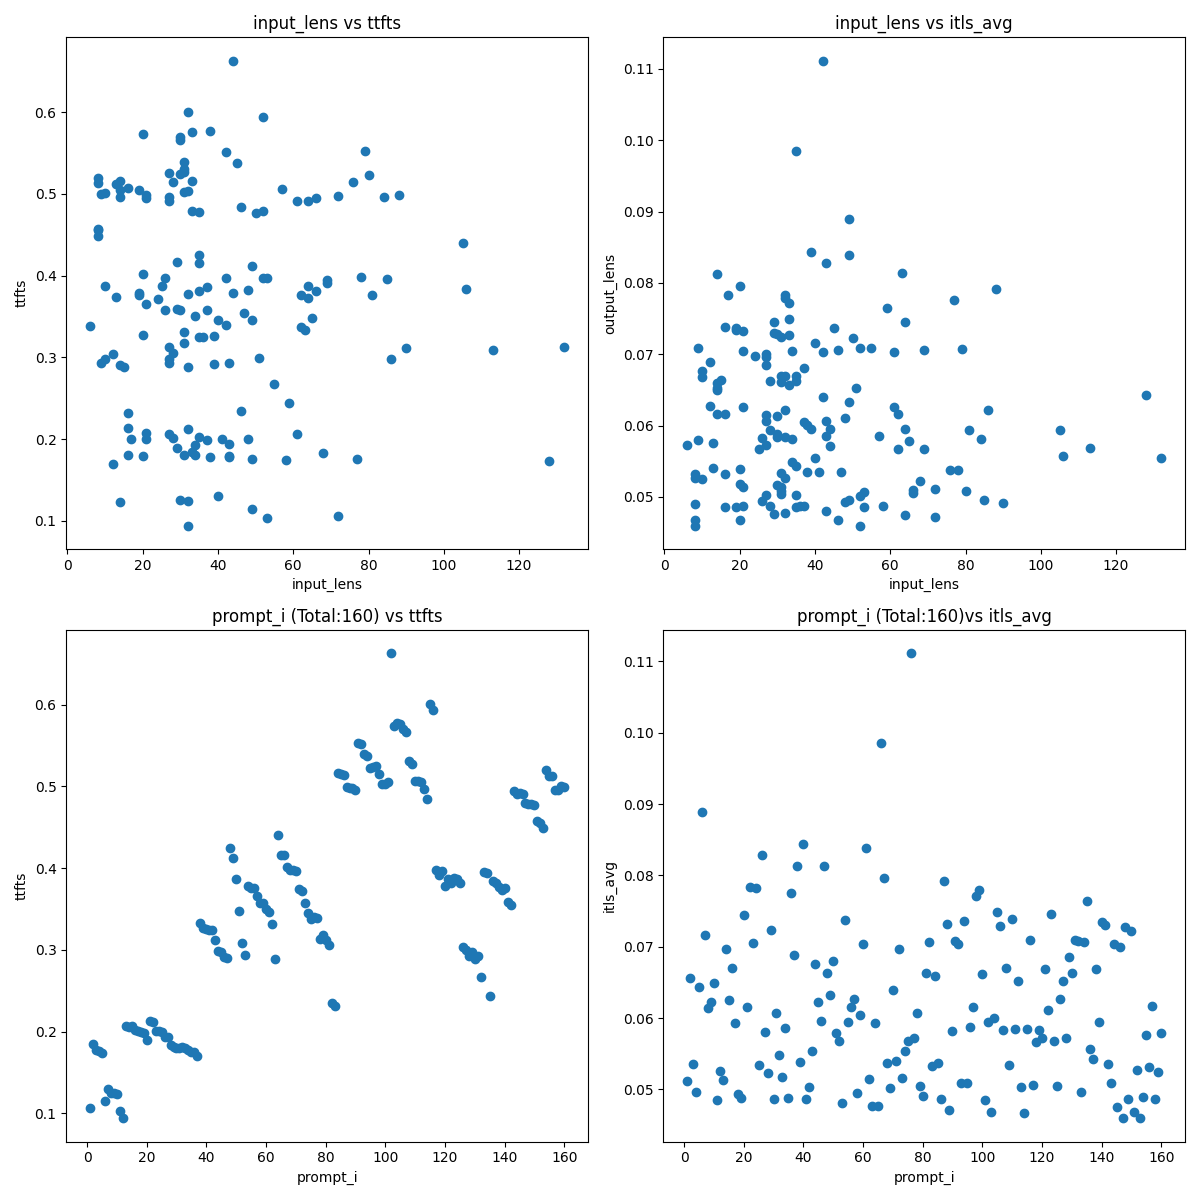 input_lens vs ttfts
ttfts
0.6
0.5
0.4
0.3
0.2
0.1
0 20 40 60 80 100 120
input_lens
input_lens vs itls_avg
output_lens
0.11
0.10
0.09
0.08
0.07
0.06
0.05
0 20 40 60 80 100 120
input_lens
prompt_i (Total:160) vs ttfts
ttfts
0.6
0.5
0.4
0.3
0.2
0.1
0 20 40 60 80 100 120 140 160
prompt_i
prompt_i (Total:160)vs itls_avg
itls_avg
0.11
0.10
0.09
0.08
0.07
0.06
0.05
0 20 40 60 80 100 120 140 160
prompt_i